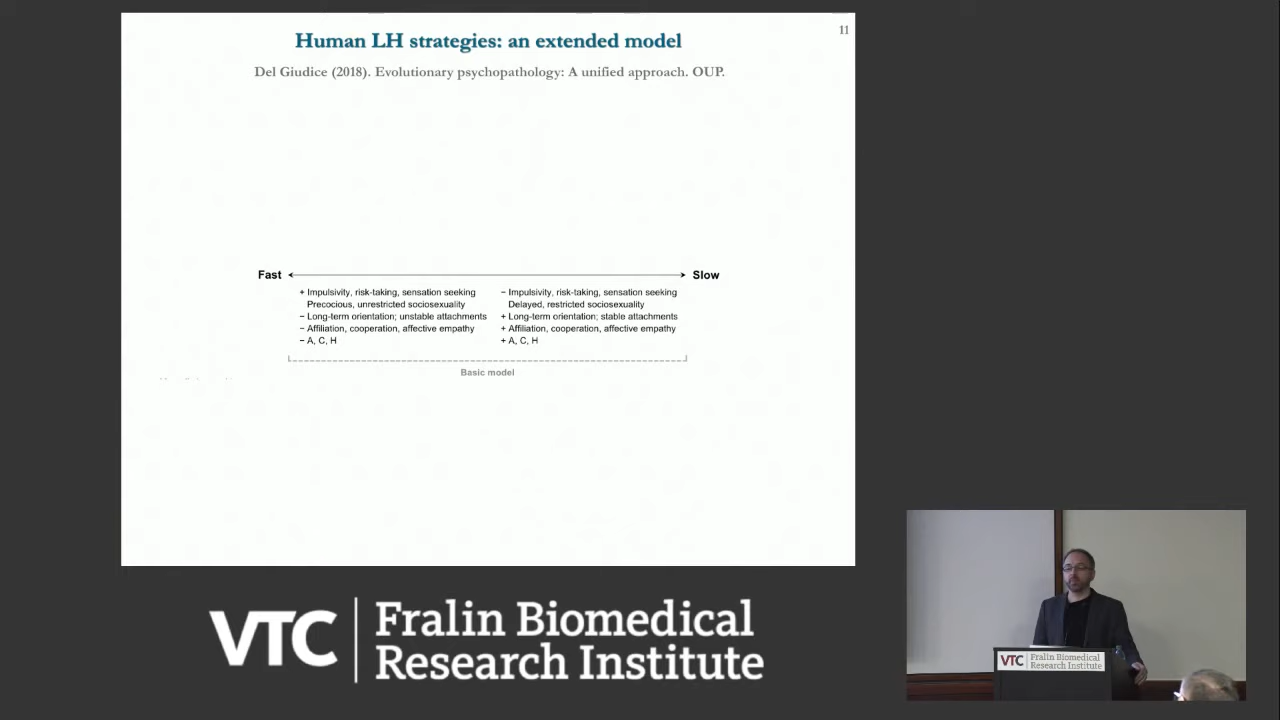 Human LH strategies: an extended model
11
Del Giudice (2018). Evolutionary psychopathology: A unified approach. OUP.
Fast
Slow
+ Impulsivity, risk-taking, sensation seeking
Precocious, unrestricted sociosexuality
− Long-term orientation; unstable attachments
− Affiliation, cooperation, affective empathy
− A, C, H
− Impulsivity, risk-taking, sensation seeking
Delayed, restricted sociosexuality
+ Long-term orientation; stable attachments
+ Affiliation, cooperation, affective empathy
+ A, C, H
Basic model
VTC
Fralin Biomedical
Research Institute
VTC
Fralin Biomedical
Research Institute